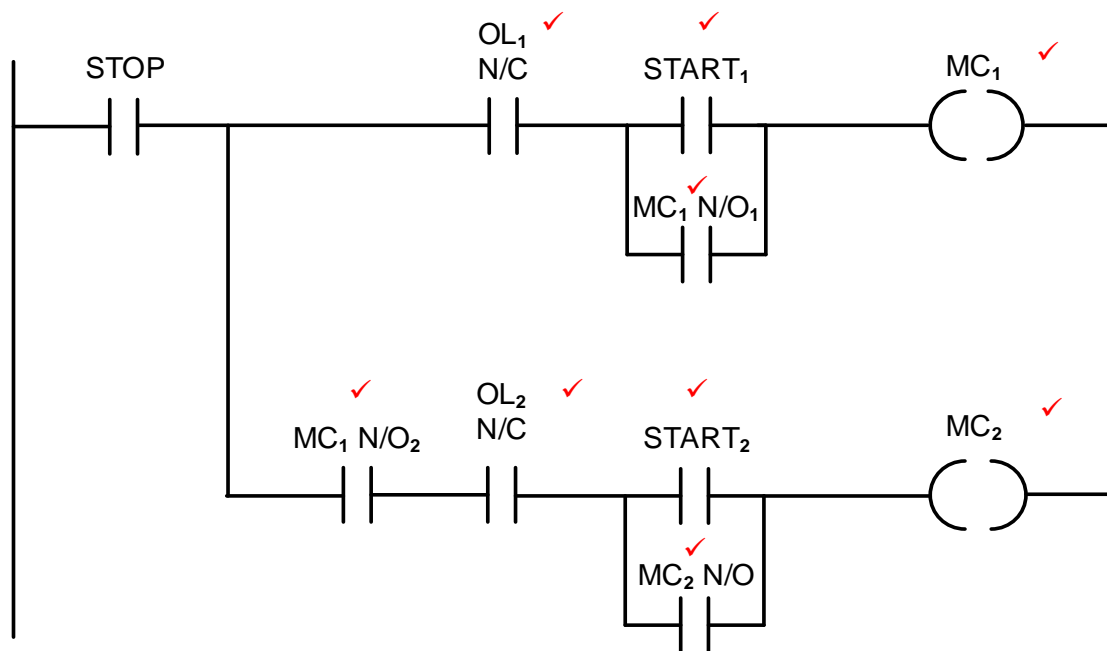 STOP
OL₁
N/C
START₁
MC₁
MC₁ N/O₁
MC₁ N/O₂
OL₂
N/C
START₂
MC₂
MC₂ N/O